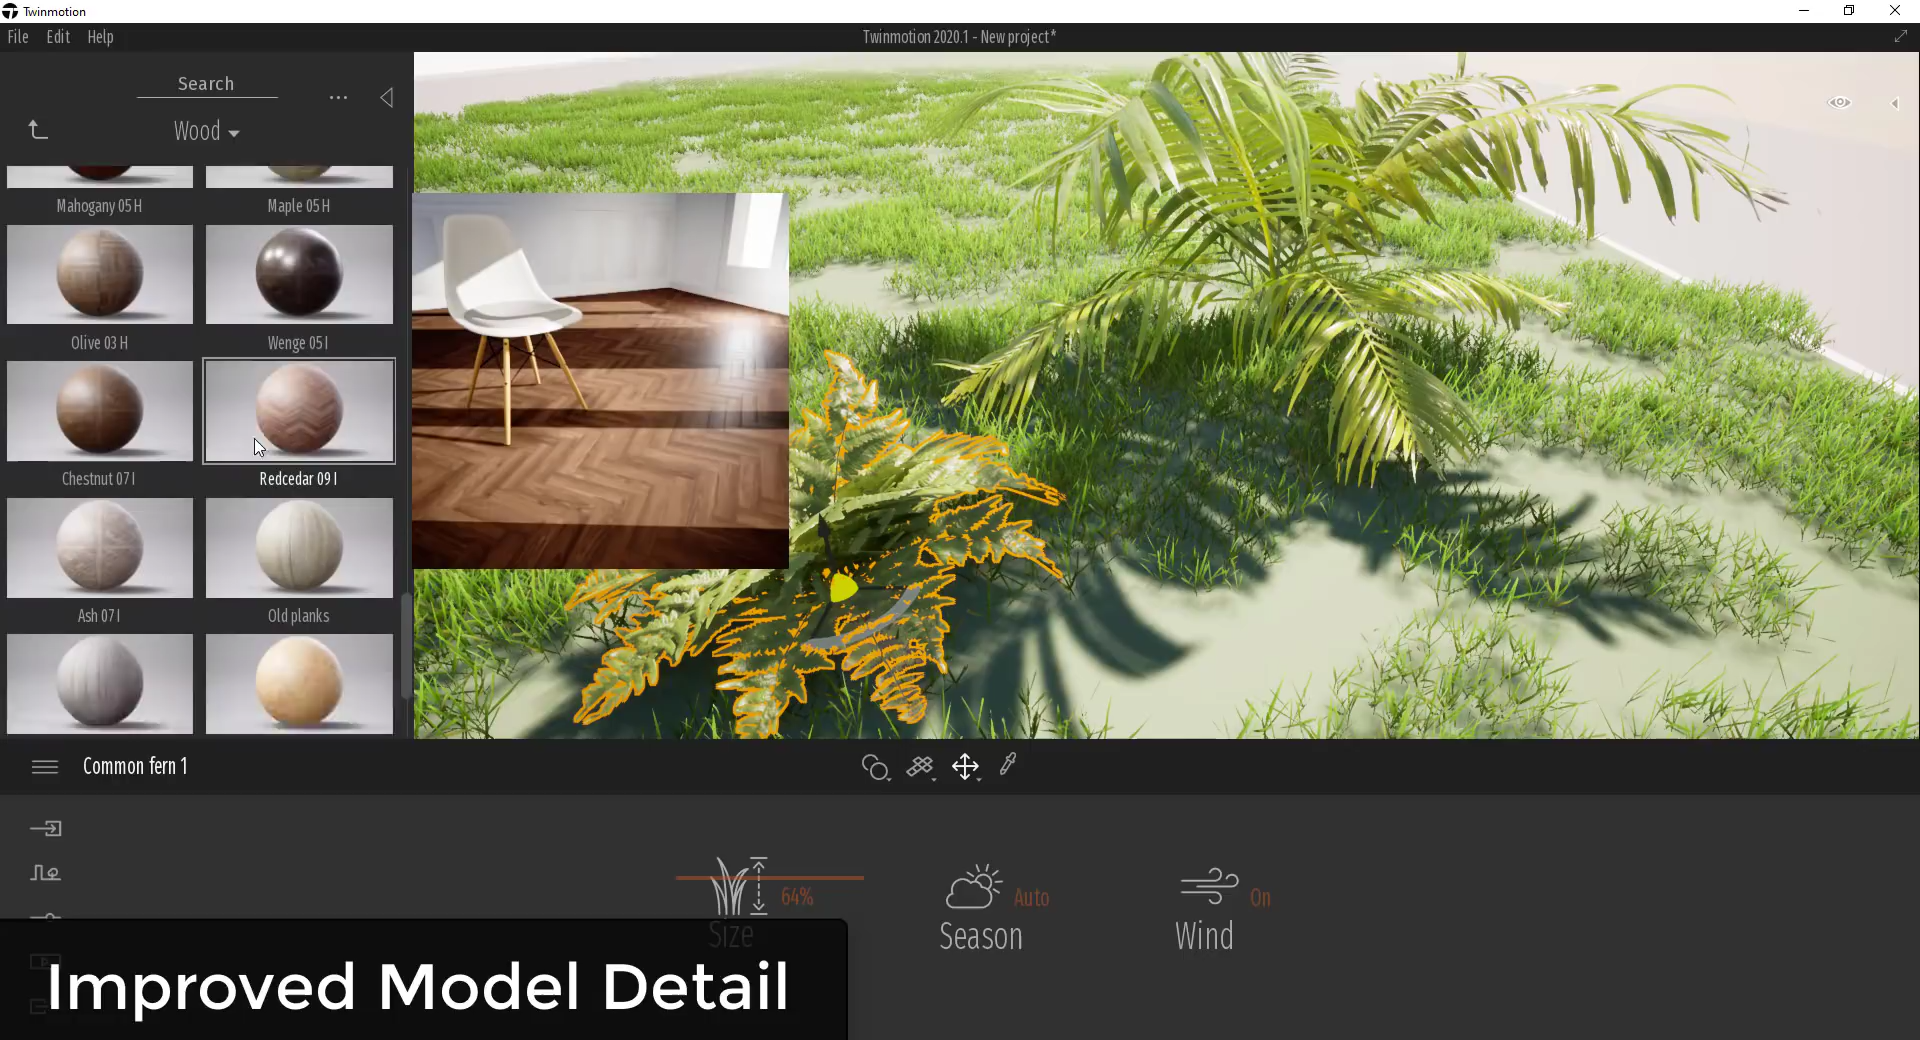 Twinmotion
File Edit Help
Twinmotion 2020.1 - New project*
Search
...
Wood
Mahogany 05 H
Maple 05 H
Olive 03 H
Wenge 05 I
Chestnut 07 I
Redcedar 09 I
Ash 07 I
Old planks
Common fern 1
64%
Size
Auto
Season
On
Wind
Improved Model Detail